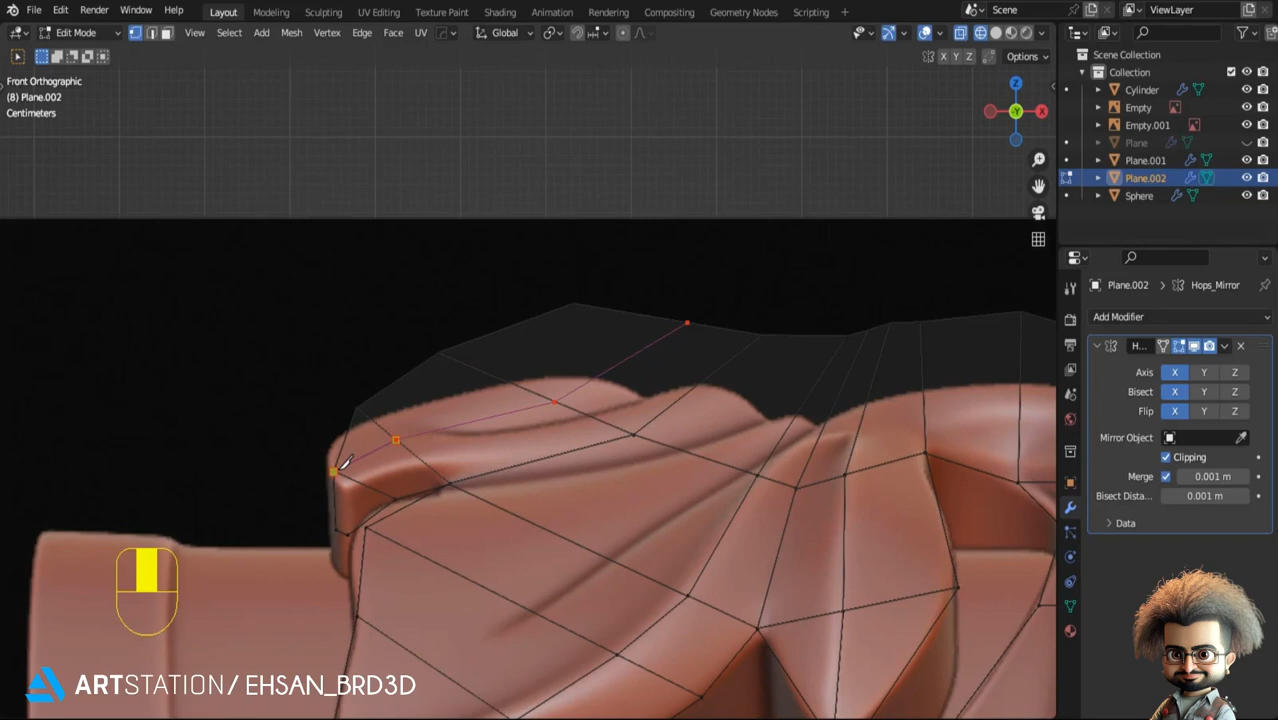 File Edit Render Window Help Layout Modeling Sculpting UV Editing Texture Paint Shading Animation Rendering Compositing Geometry Nodes Scripting + Scene ViewLayer
Edit Mode View Select Add Mesh Vertex Edge Face UV Global
X Y Z Options
Front Orthographic
(8) Plane.002
Centimeters
Z
X
-Y
Scene Collection
Collection
Cylinder
Empty
Empty.001
Plane
Plane.001
Plane.002
Sphere
Plane.002 > Hops_Mirror
Add Modifier
H...
Axis X Y Z
Bisect X Y Z
Flip X Y Z
Mirror Object
Clipping
Merge 0.001 m
Bisect Dista... 0.001 m
Data
ARTSTATION/ EHSAN_BRD3D